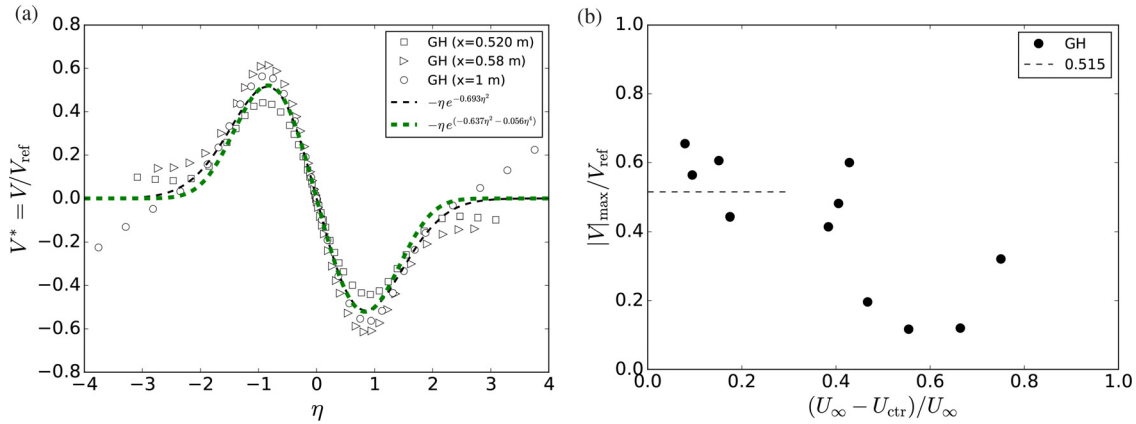 (a)
0.8
0.6
0.4
0.2
0.0
−0.2
−0.4
−0.6
−0.8
V* = V/V_ref
−4 −3 −2 −1 0 1 2 3 4
η
GH (x=0.520 m)
GH (x=0.58 m)
GH (x=1 m)
−ηe^{−0.693η²}
−ηe^{(−0.637η² − 0.056η⁴)}
(b)
1.0
0.8
0.6
0.4
0.2
0.0
|V|_max/V_ref
0.0 0.2 0.4 0.6 0.8 1.0
(U_∞ − U_ctr)/U_∞
GH
0.515